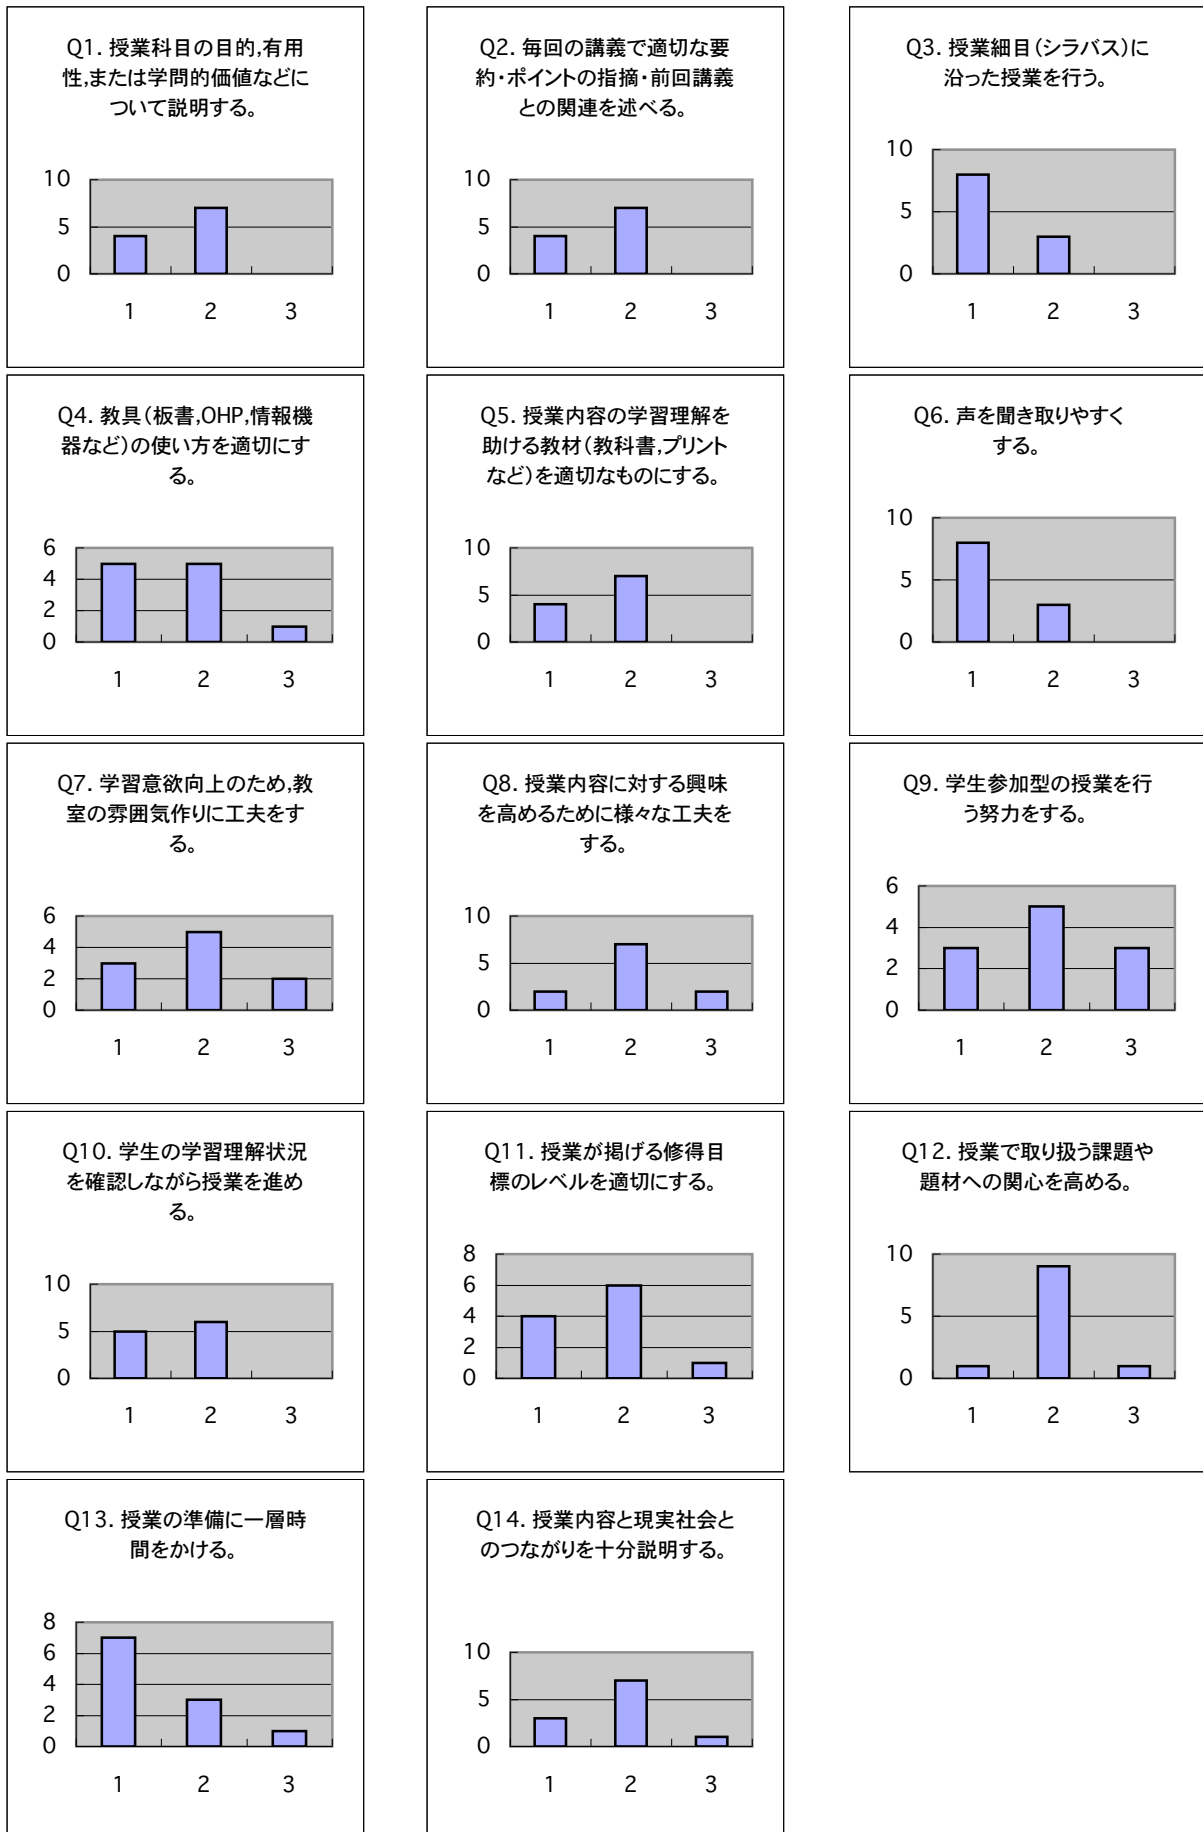 Q1. 授業科目の目的,有用
性,または学問的価値などに
ついて説明する。
10
5
0
1 2 3
Q2. 毎回の講義で適切な要
約・ポイントの指摘・前回講義
との関連を述べる。
10
5
0
1 2 3
Q3. 授業細目(シラバス)に
沿った授業を行う。
10
5
0
1 2 3
Q4. 教具(板書,OHP,情報機
器など)の使い方を適切にす
る。
6
4
2
0
1 2 3
Q5. 授業内容の学習理解を
助ける教材(教科書,プリント
など)を適切なものにする。
10
5
0
1 2 3
Q6. 声を聞き取りやすく
する。
10
5
0
1 2 3
Q7. 学習意欲向上のため,教
室の雰囲気作りに工夫をす
る。
6
4
2
0
1 2 3
Q8. 授業内容に対する興味
を高めるために様々な工夫を
する。
10
5
0
1 2 3
Q9. 学生参加型の授業を行
う努力をする。
6
4
2
0
1 2 3
Q10. 学生の学習理解状況
を確認しながら授業を進め
る。
10
5
0
1 2 3
Q11. 授業が掲げる修得目
標のレベルを適切にする。
8
6
4
2
0
1 2 3
Q12. 授業で取り扱う課題や
題材への関心を高める。
10
5
0
1 2 3
Q13. 授業の準備に一層時
間をかける。
8
6
4
2
0
1 2 3
Q14. 授業内容と現実社会と
のつながりを十分説明する。
10
5
0
1 2 3